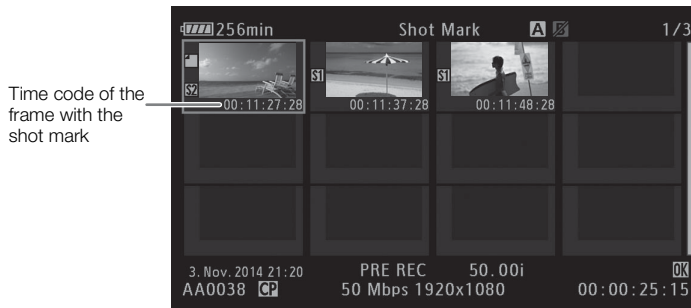 256min Shot Mark A B 1/3
Time code of the
frame with the
shot mark
S2 S1 S1
00:11:27:28 00:11:37:28 00:11:48:28
3. Nov. 2014 21:20 PRE REC 50.00i OK
AA0038 CP 50 Mbps 1920x1080 00:00:25:15